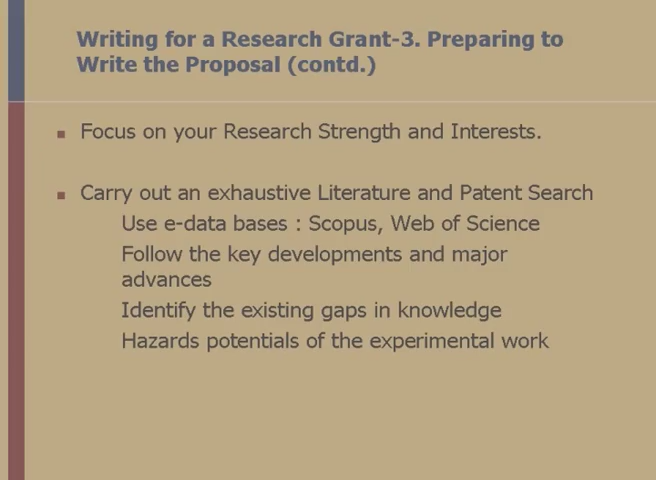 Writing for a Research Grant-3. Preparing to
Write the Proposal (contd.)
Focus on your Research Strength and Interests.
Carry out an exhaustive Literature and Patent Search
Use e-data bases : Scopus, Web of Science
Follow the key developments and major
advances
Identify the existing gaps in knowledge
Hazards potentials of the experimental work